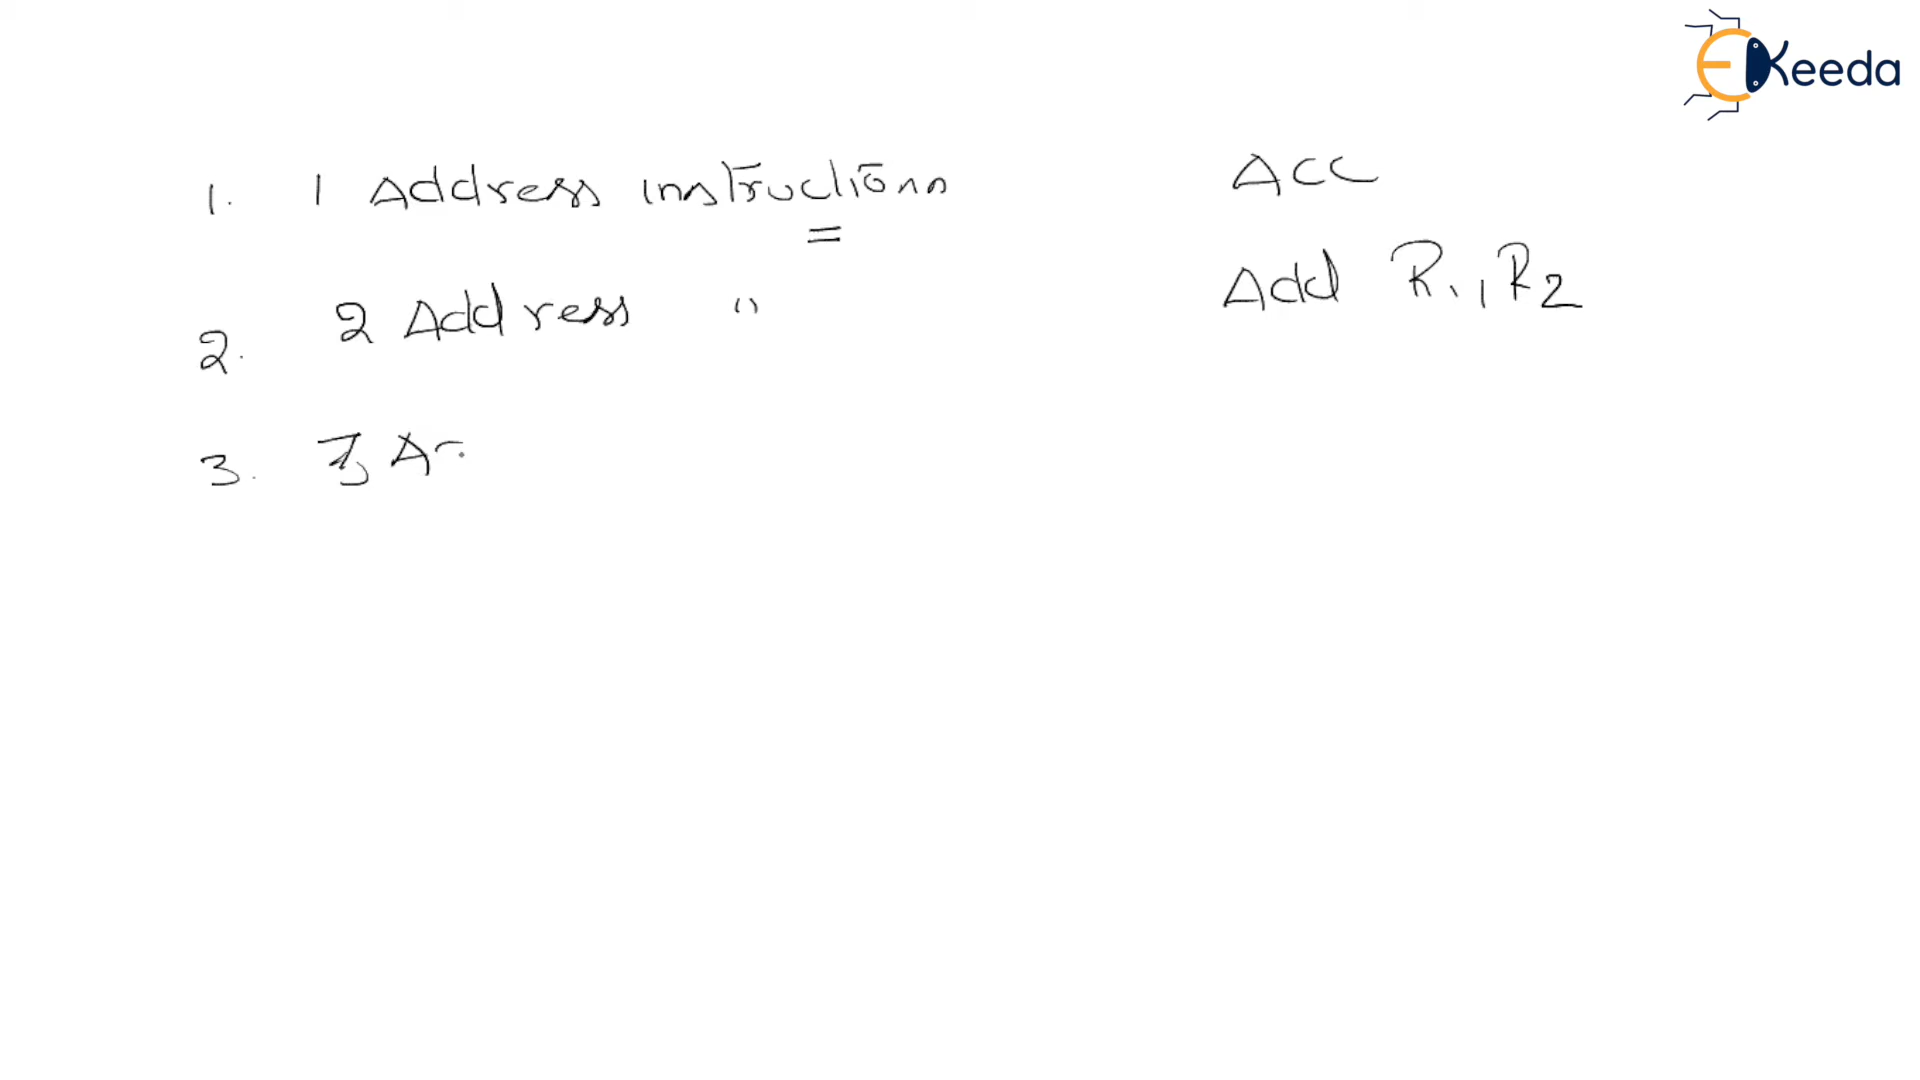 EKeeda
1. 1 Address instructions
ACC
2. 2 Address "
Add R1, R2
3. 3